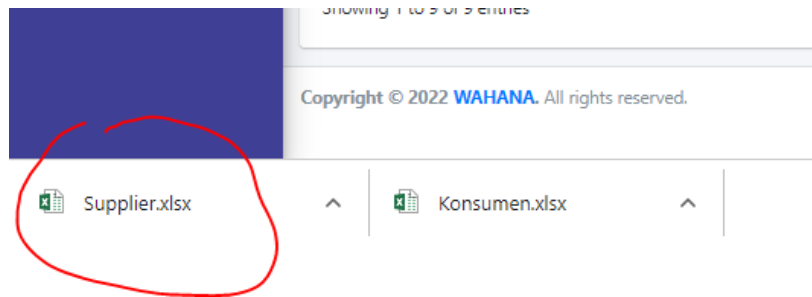 Showing 1 to 9 of 9 entries
Copyright © 2022 WAHANA. All rights reserved.
Supplier.xlsx
Konsumen.xlsx